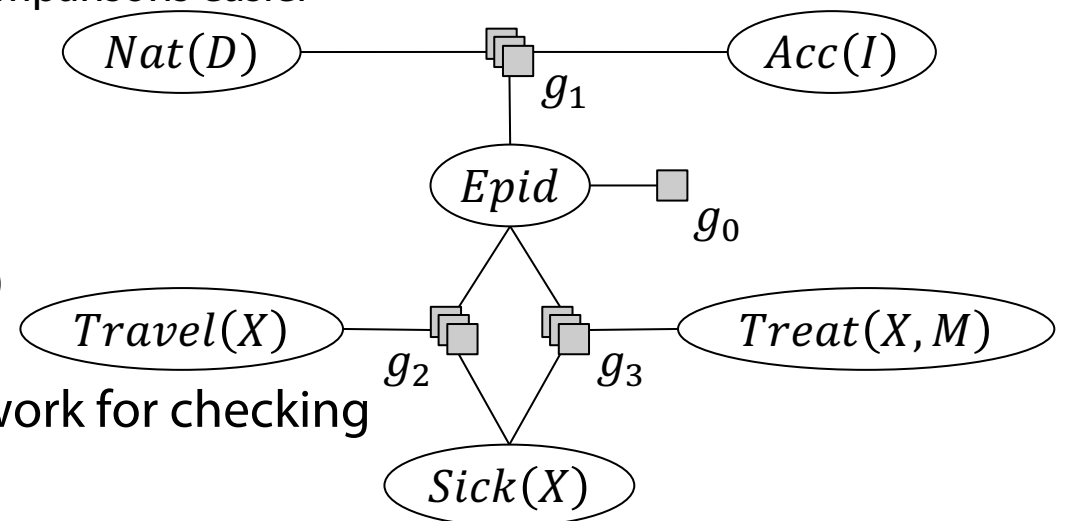 Nat(D)
Acc(I)
g₁
Epid
g₀
Travel(X)
Treat(X, M)
g₂
g₃
work for checking
Sick(X)